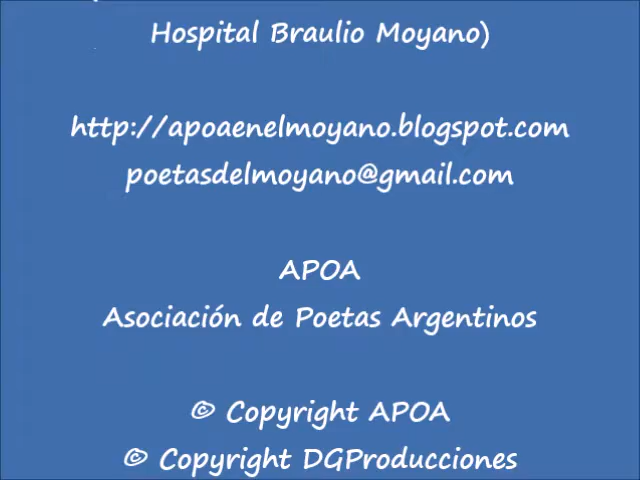 Hospital Braulio Moyano)
http://apoaenelmoyano.blogspot.com
poetasdelmoyano@gmail.com
APOA
Asociación de Poetas Argentinos
© Copyright APOA
© Copyright DGProducciones